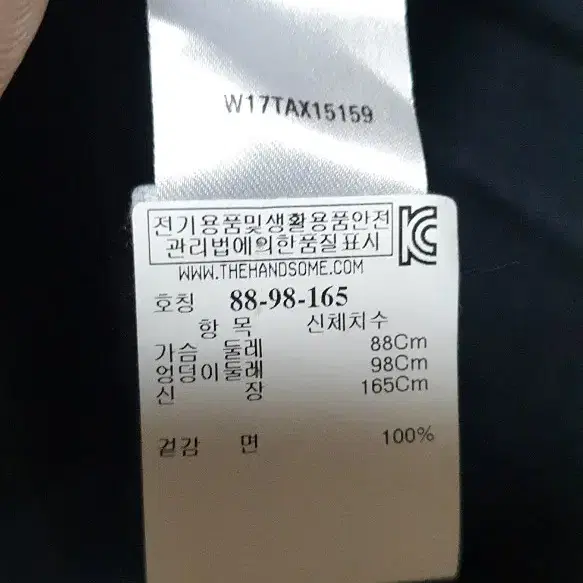 W17TAX15159
전기용품및생활용품안전
관리법에의한품질표시
WWW.THEHANDSOME.COM
호칭 88-98-165
항 목 신체치수
가슴 둘레 88Cm
엉덩이둘레 98Cm
신 장 165Cm
겉감 면 100%